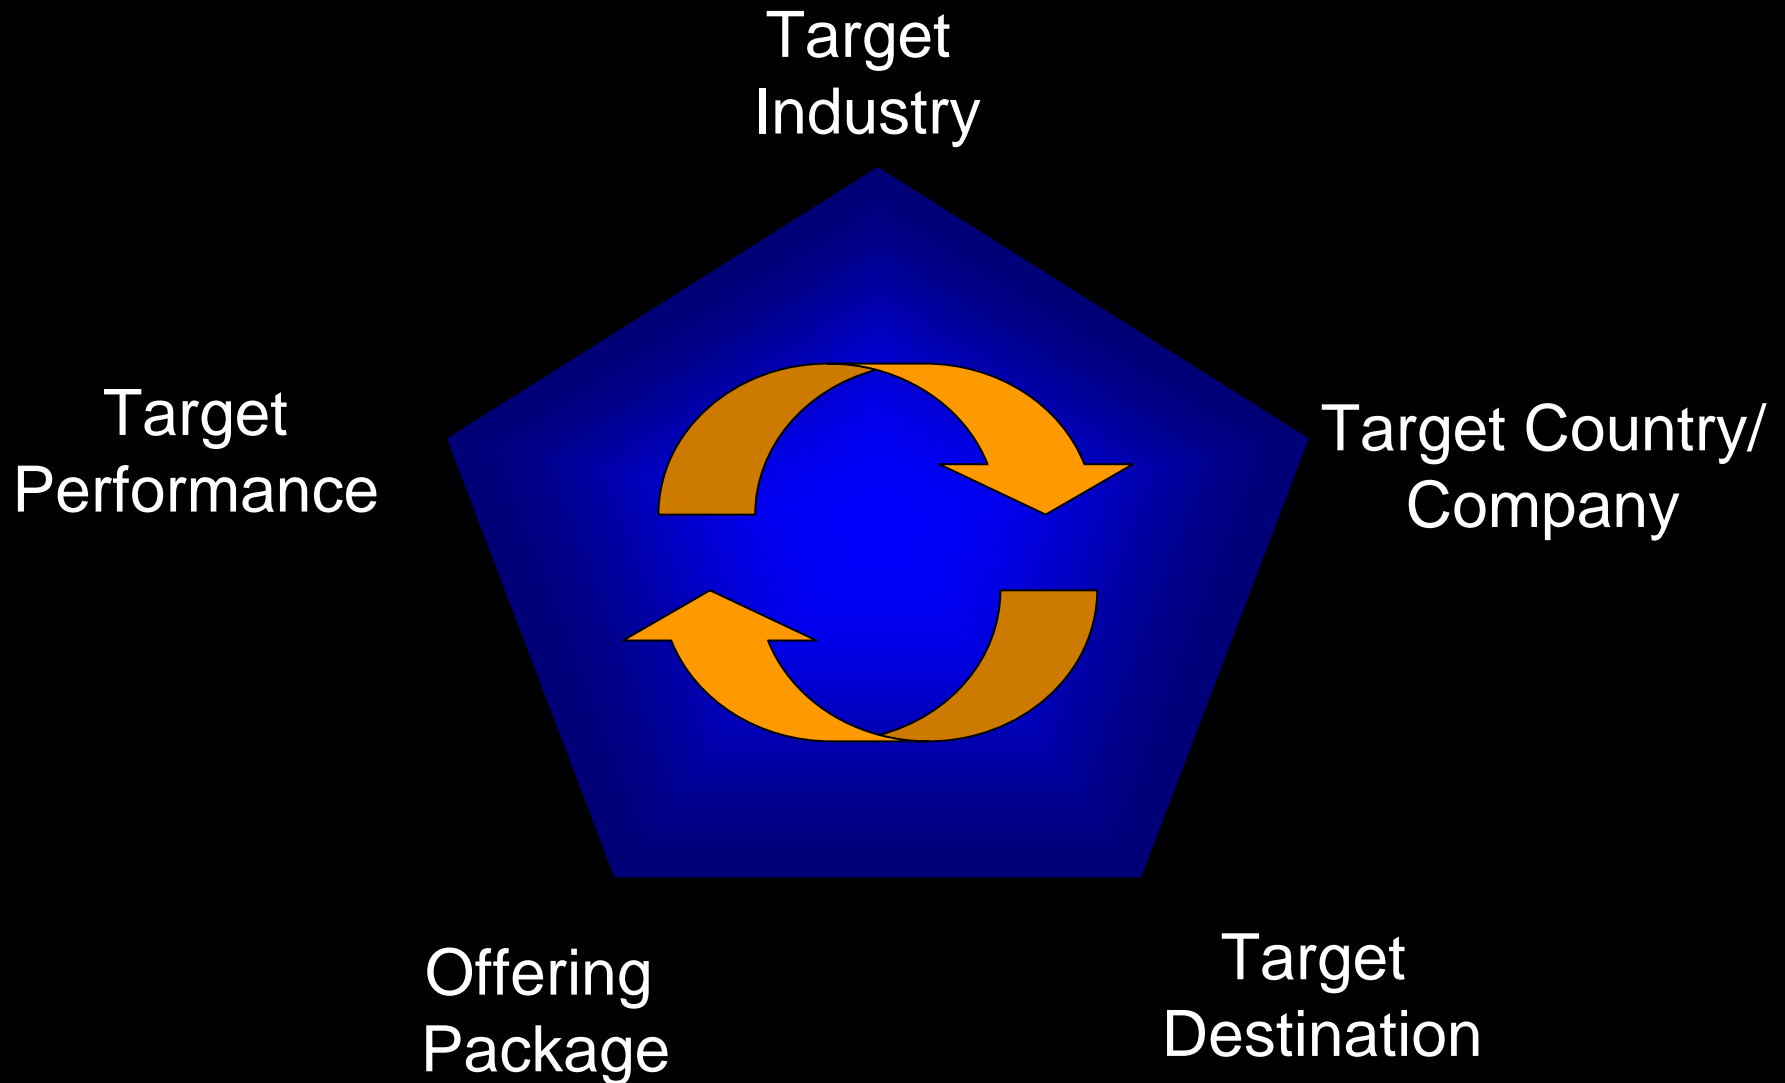 Target
Industry
Target
Performance
Target Country/
Company
Offering
Package
Target
Destination